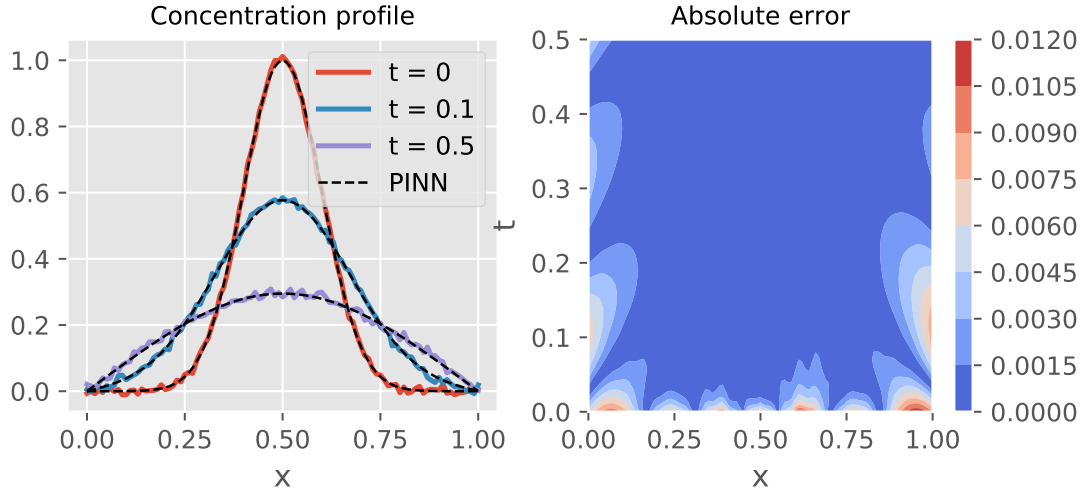 Concentration profile
1.0
0.8
0.6
0.4
0.2
0.0
t = 0
t = 0.1
t = 0.5
PINN
0.00 0.25 0.50 0.75 1.00
x
Absolute error
0.5
0.4
0.3
0.2
0.1
0.0
t
0.00 0.25 0.50 0.75 1.00
x
0.0120
0.0105
0.0090
0.0075
0.0060
0.0045
0.0030
0.0015
0.0000